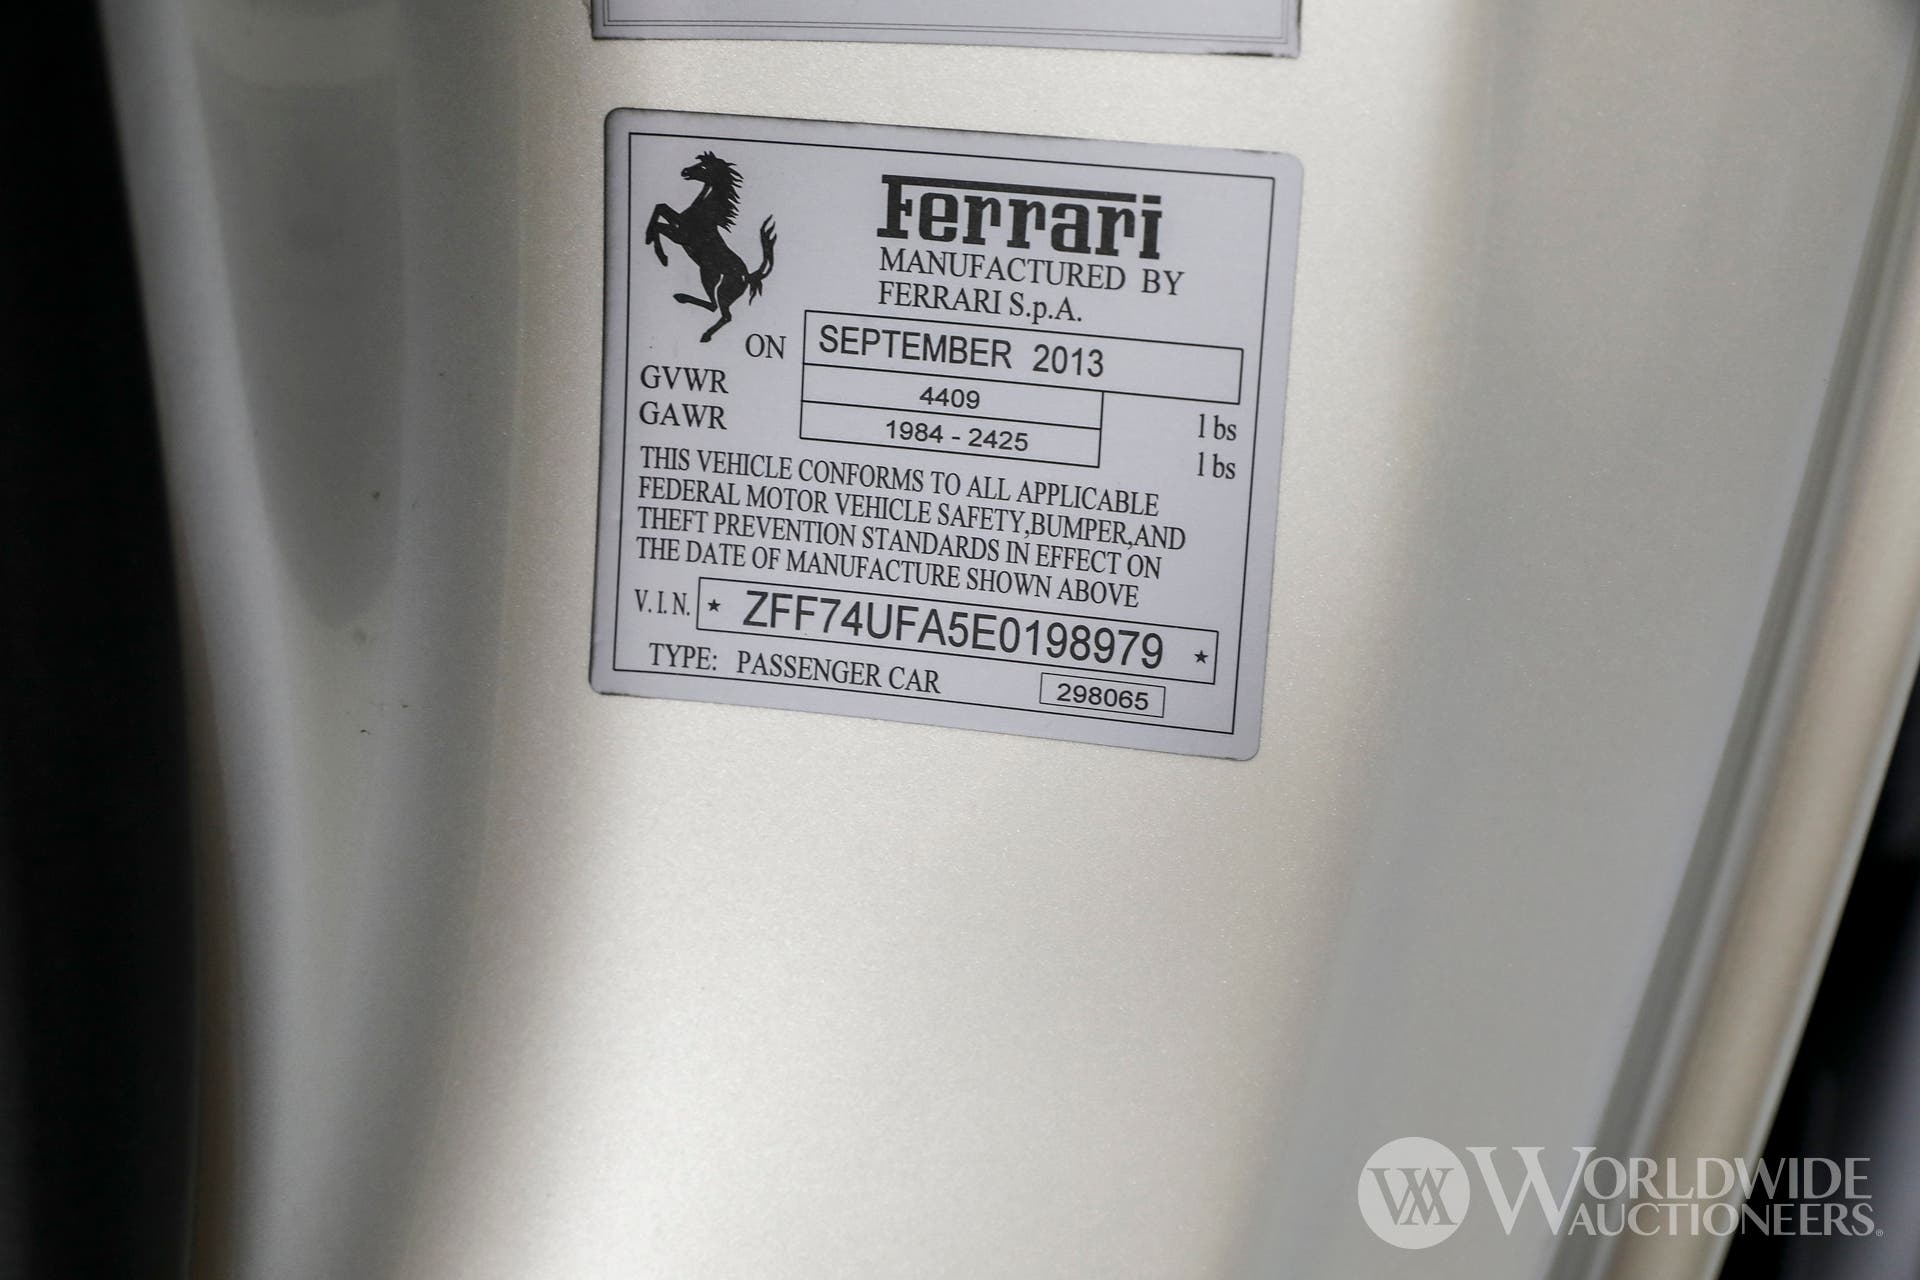 Ferrari
MANUFACTURED BY
FERRARI S.p.A.
ON SEPTEMBER 2013
GVWR 4409 lbs
GAWR 1984 - 2425 lbs
THIS VEHICLE CONFORMS TO ALL APPLICABLE
FEDERAL MOTOR VEHICLE SAFETY,BUMPER,AND
THEFT PREVENTION STANDARDS IN EFFECT ON
THE DATE OF MANUFACTURE SHOWN ABOVE
V.I.N. ★ ZFF74UFA5E0198979 ★
TYPE: PASSENGER CAR 298065
WORLDWIDE
AUCTIONEERS.